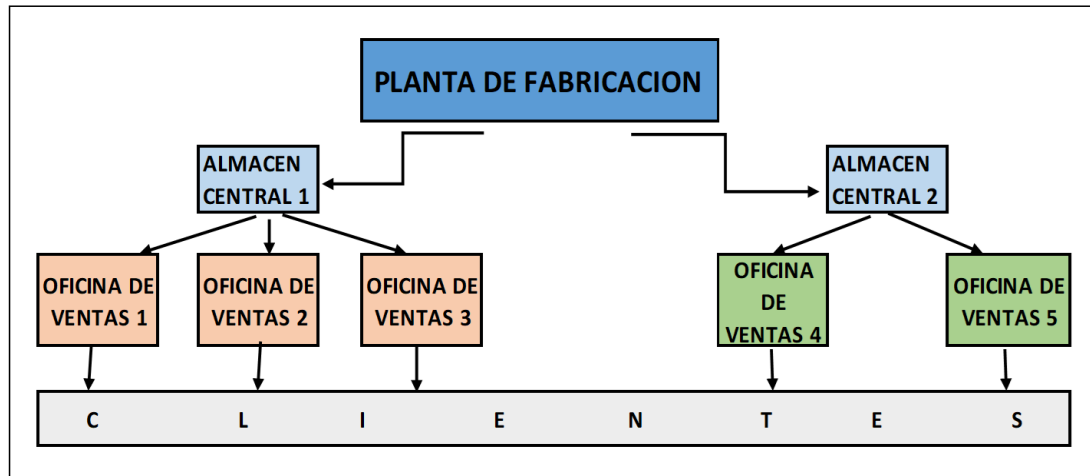 PLANTA DE FABRICACION
ALMACEN
CENTRAL 1
ALMACEN
CENTRAL 2
OFICINA DE
VENTAS 1
OFICINA DE
VENTAS 2
OFICINA DE
VENTAS 3
OFICINA
DE
VENTAS 4
OFICINA DE
VENTAS 5
C L I E N T E S